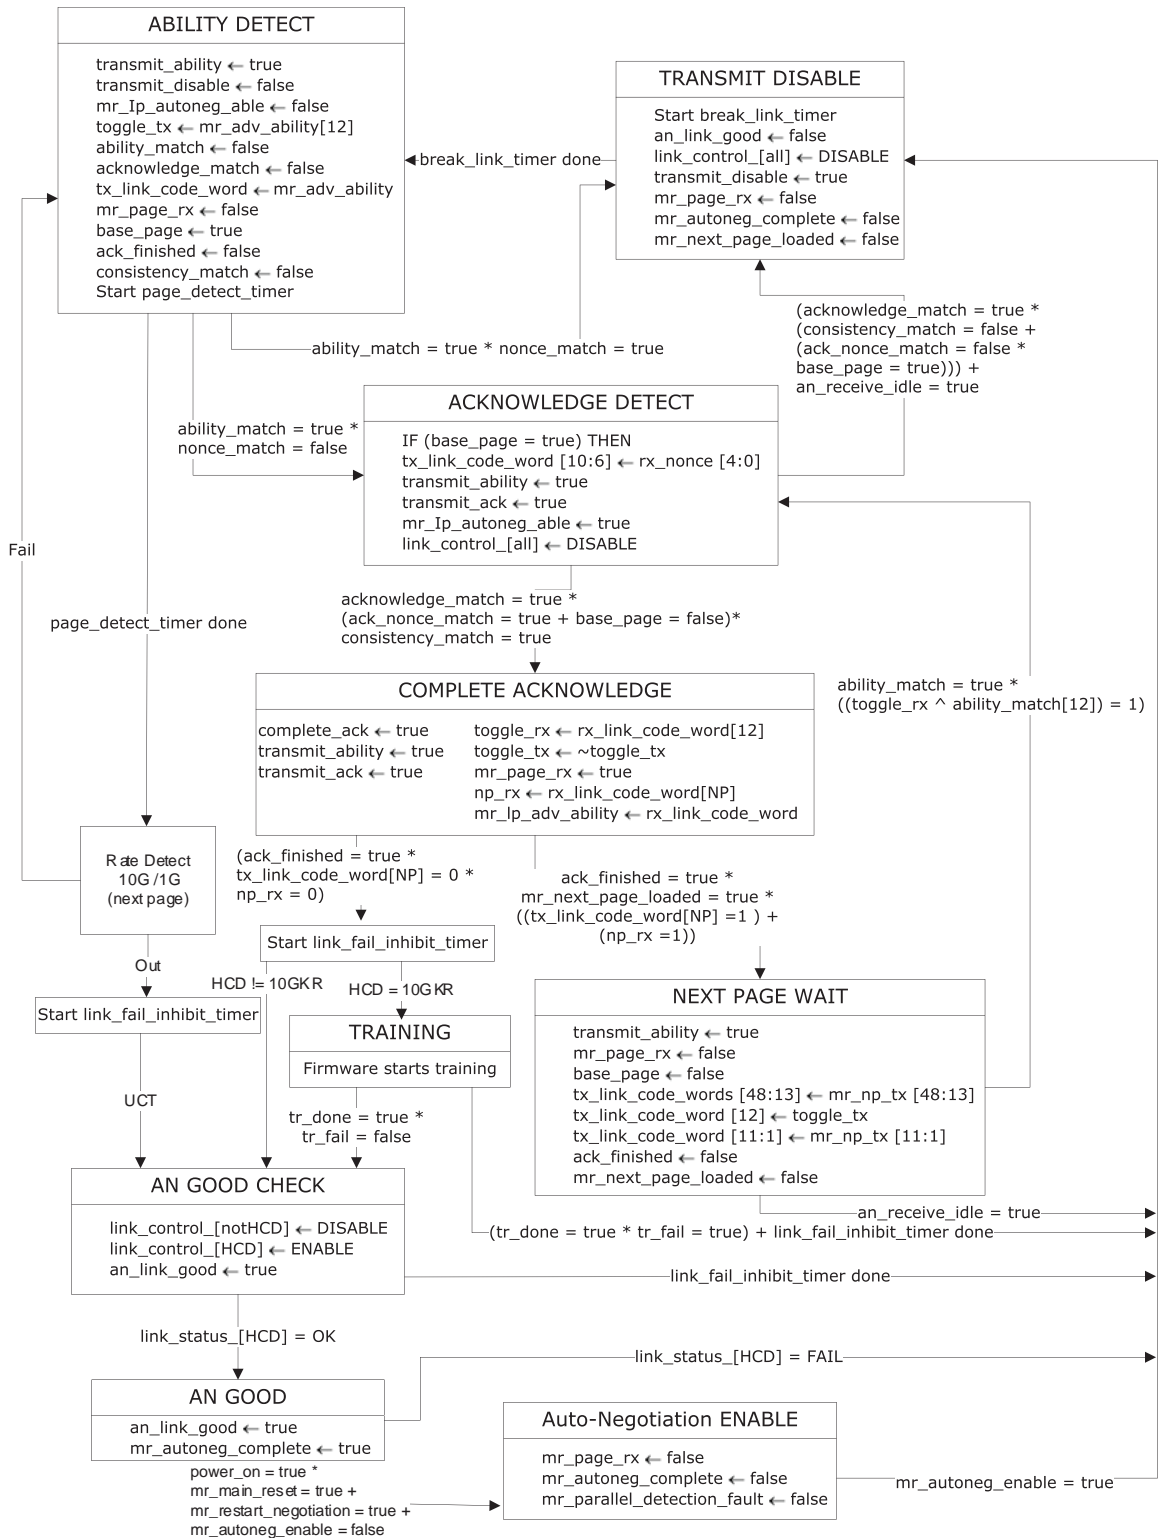 ABILITY DETECT
transmit_ability ← true
transmit_disable ← false
mr_Ip_autoneg_able ← false
toggle_tx ← mr_adv_ability[12]
ability_match ← false
acknowledge_match ← false
tx_link_code_word ← mr_adv_ability
mr_page_rx ← false
base_page ← true
ack_finished ← false
consistency_match ← false
Start page_detect_timer
TRANSMIT DISABLE
Start break_link_timer
an_link_good ← false
link_control_[all] ← DISABLE
transmit_disable ← true
mr_page_rx ← false
mr_autoneg_complete ← false
mr_next_page_loaded ← false
break_link_timer done
ability_match = true * nonce_match = true
(acknowledge_match = true *
(consistency_match = false +
(ack_nonce_match = false *
base_page = true))) +
an_receive_idle = true
ability_match = true *
nonce_match = false
ACKNOWLEDGE DETECT
IF (base_page = true) THEN
tx_link_code_word [10:6] ← rx_nonce [4:0]
transmit_ability ← true
transmit_ack ← true
mr_Ip_autoneg_able ← true
link_control_[all] ← DISABLE
Fail
page_detect_timer done
acknowledge_match = true *
(ack_nonce_match = true + base_page = false)*
consistency_match = true
ability_match = true *
((toggle_rx ^ ability_match[12]) = 1)
COMPLETE ACKNOWLEDGE
complete_ack ← true
transmit_ability ← true
transmit_ack ← true
toggle_rx ← rx_link_code_word[12]
toggle_tx ← ~toggle_tx
mr_page_rx ← true
np_rx ← rx_link_code_word[NP]
mr_lp_adv_ability ← rx_link_code_word
Rate Detect
10G/1G
(next page)
(ack_finished = true *
tx_link_code_word[NP] = 0 *
np_rx = 0)
ack_finished = true *
mr_next_page_loaded = true *
((tx_link_code_word[NP] =1 ) +
(np_rx =1))
Start link_fail_inhibit_timer
Out
HCD != 10GKR
HCD = 10GKR
Start link_fail_inhibit_timer
TRAINING
Firmware starts training
NEXT PAGE WAIT
transmit_ability ← true
mr_page_rx ← false
base_page ← false
tx_link_code_words [48:13] ← mr_np_tx [48:13]
tx_link_code_word [12] ← toggle_tx
tx_link_code_word [11:1] ← mr_np_tx [11:1]
ack_finished ← false
mr_next_page_loaded ← false
UCT
tr_done = true *
tr_fail = false
AN GOOD CHECK
link_control_[notHCD] ← DISABLE
link_control_[HCD] ← ENABLE
an_link_good ← true
an_receive_idle = true
(tr_done = true * tr_fail = true) + link_fail_inhibit_timer done
link_fail_inhibit_timer done
link_status_[HCD] = OK
link_status_[HCD] = FAIL
AN GOOD
an_link_good ← true
mr_autoneg_complete ← true
power_on = true *
mr_main_reset = true +
mr_restart_negotiation = true +
mr_autoneg_enable = false
Auto-Negotiation ENABLE
mr_page_rx ← false
mr_autoneg_complete ← false
mr_parallel_detection_fault ← false
mr_autoneg_enable = true